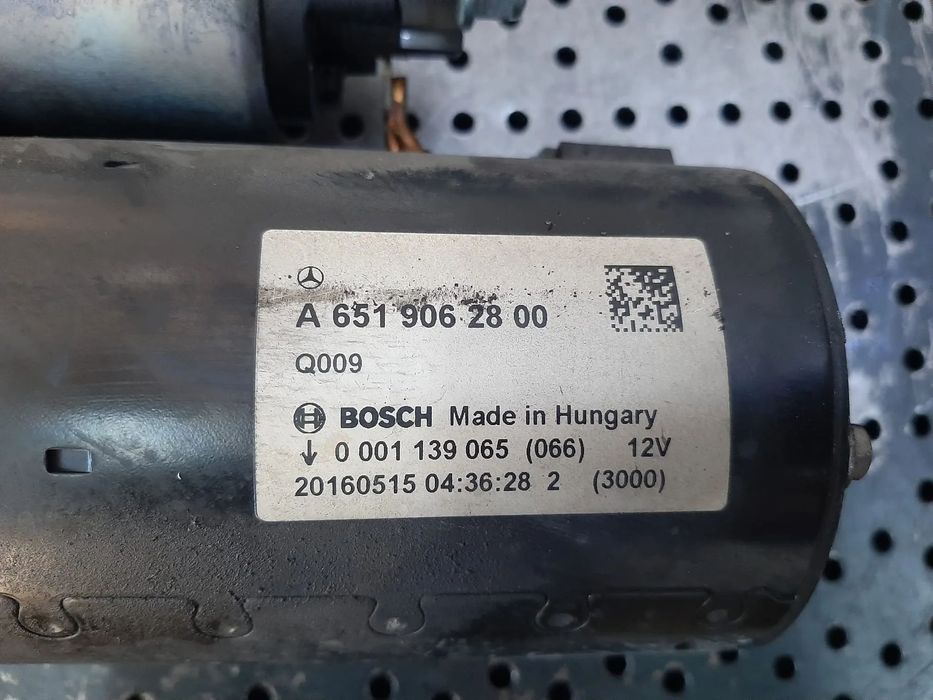 A 651 906 28 00
Q009
BOSCH Made in Hungary
↓ 0 001 139 065 (066) 12V
20160515 04:36:28 2 (3000)